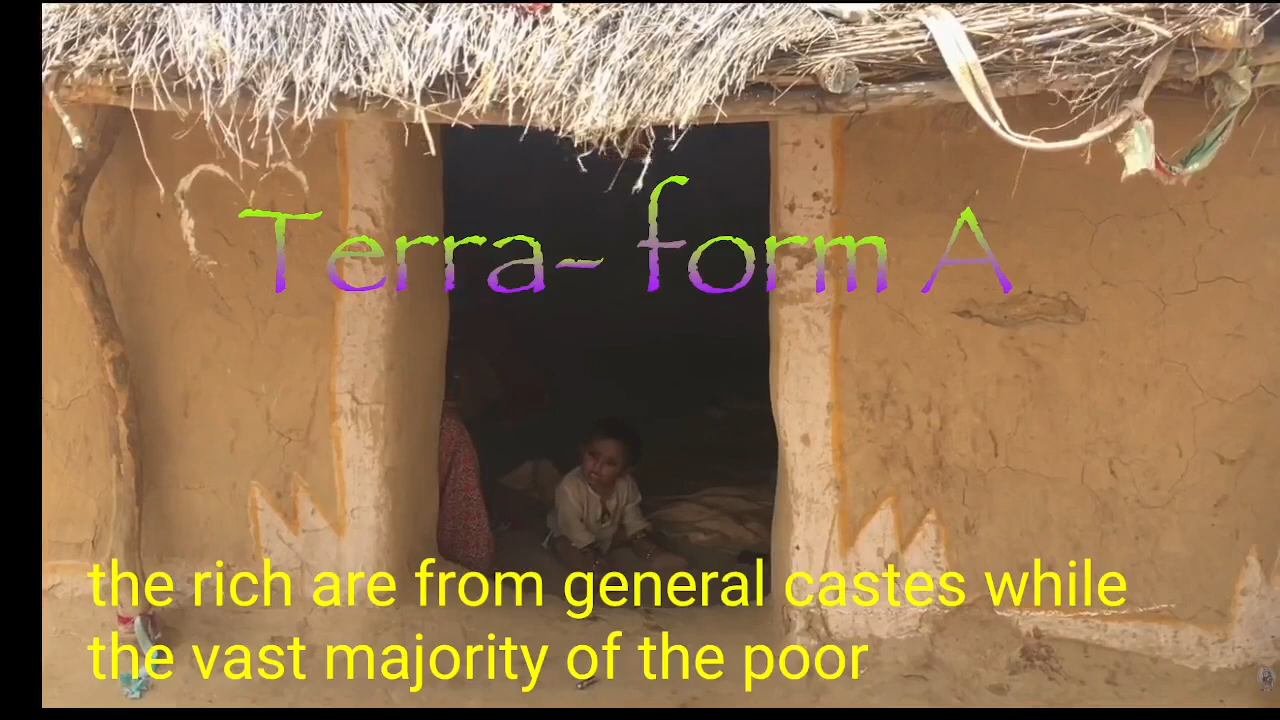 Terra- form A
the rich are from general castes while
the vast majority of the poor